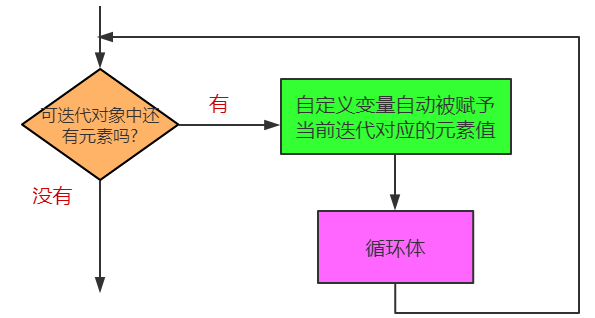 可迭代对象中还
有元素吗?
有
自定义变量自动被赋予
当前迭代对应的元素值
没有
循环体